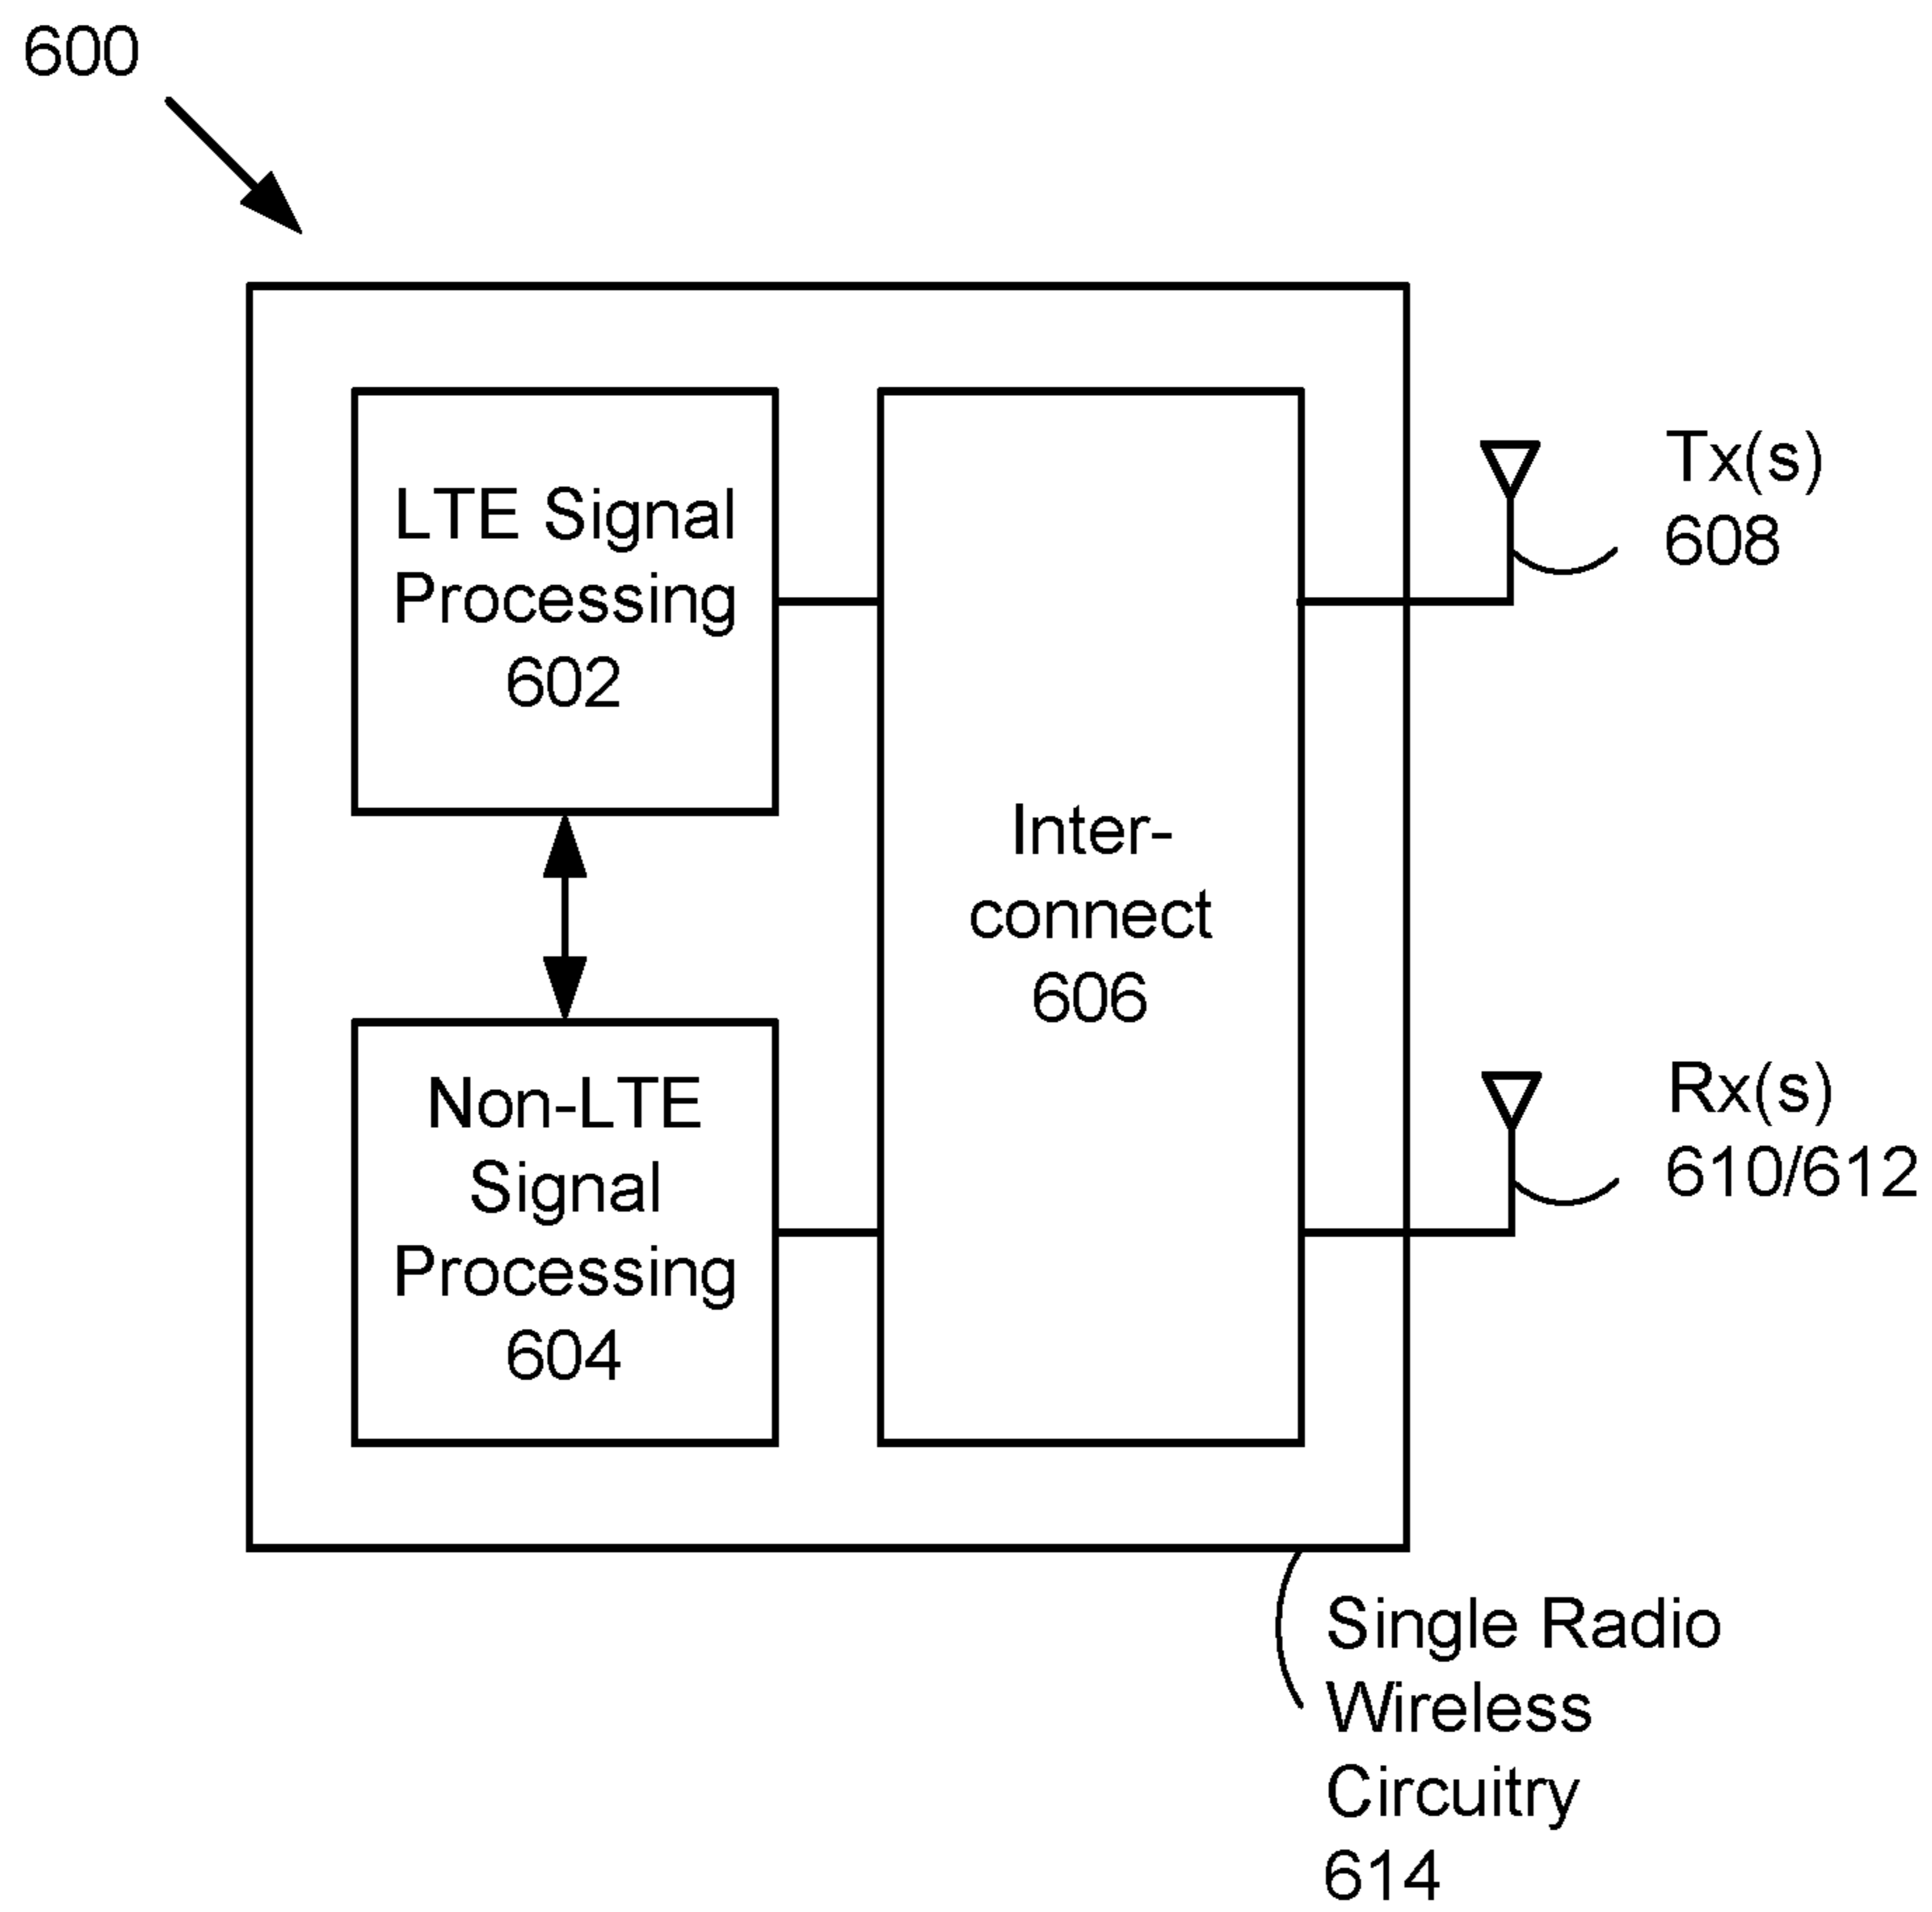 600
LTE Signal
Processing
602
Tx(s)
608
Inter-
connect
606
Non-LTE
Signal
Processing
604
Rx(s)
610/612
Single Radio
Wireless
Circuitry
614